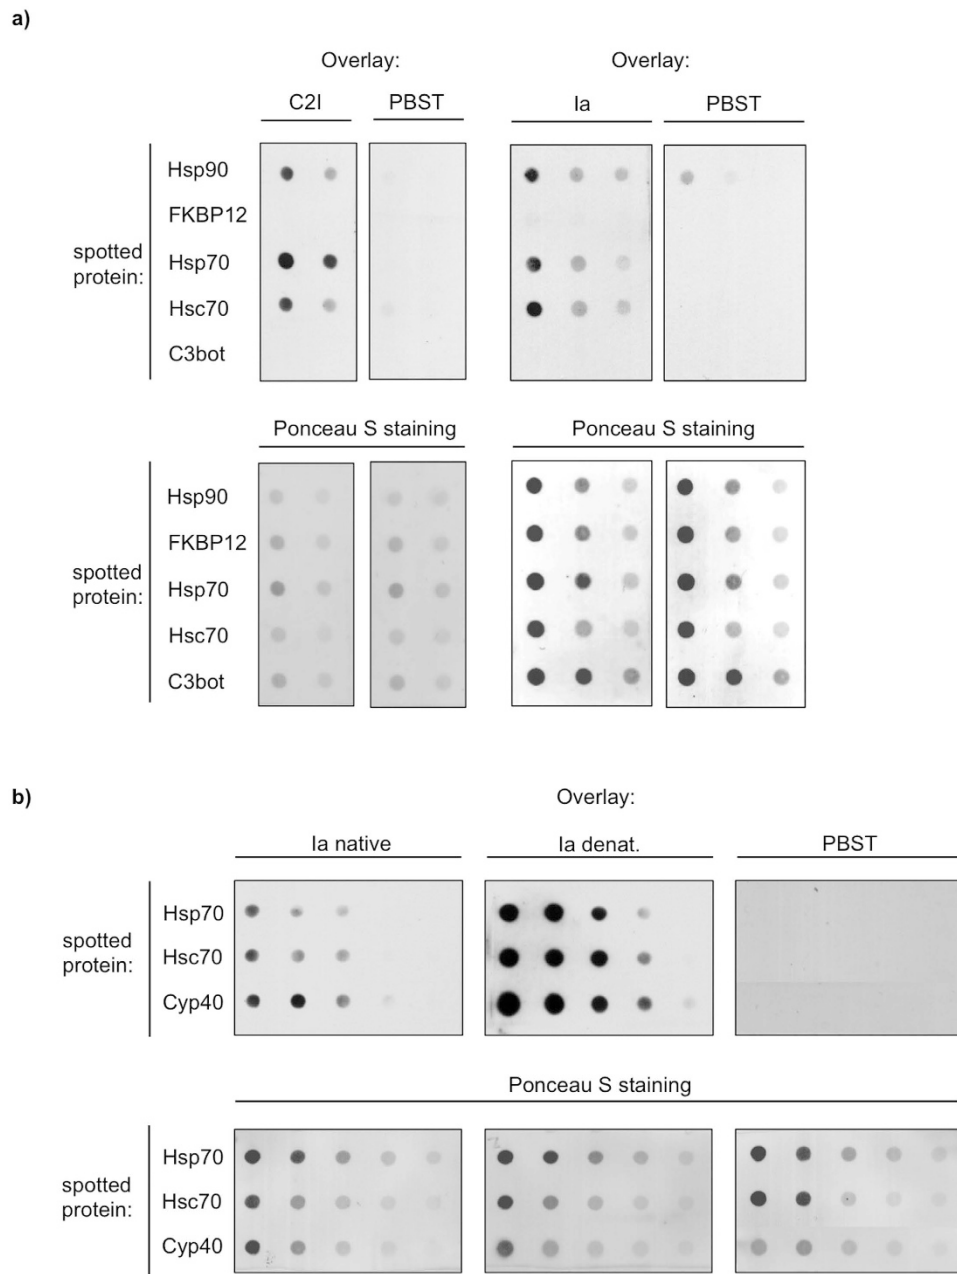 a)
Overlay: Overlay:
C2I PBST Ia PBST
Hsp90
FKBP12
spotted
protein:
Hsp70
Hsc70
C3bot
Ponceau S staining Ponceau S staining
Hsp90
FKBP12
spotted
protein:
Hsp70
Hsc70
C3bot
b)
Overlay:
Ia native Ia denat. PBST
Hsp70
spotted
protein:
Hsc70
Cyp40
Ponceau S staining
Hsp70
spotted
protein:
Hsc70
Cyp40